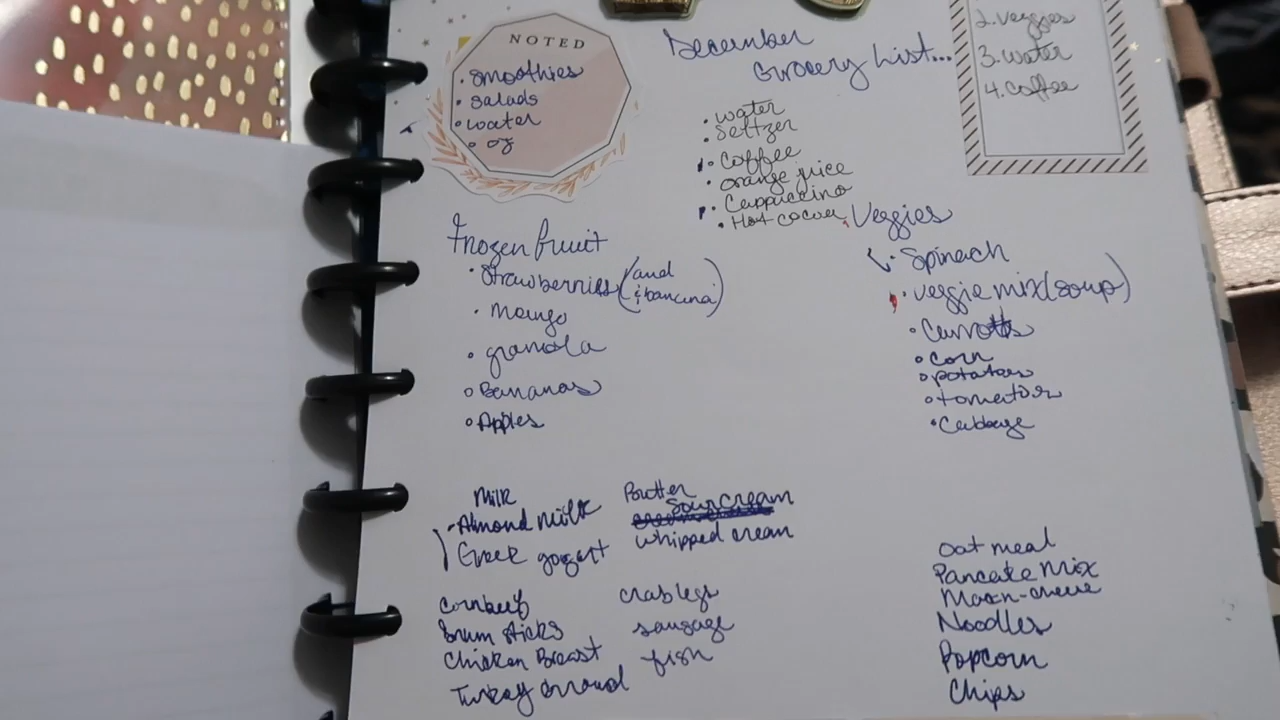 NOTED
• Smoothies
• Salads
• water
• oz
December
Grocery List...
2. veggies
3. water
4. coffee
• water
• Seltzer
• Coffee
• orange juice
• Cappuccino
• Hot cocoa
Frozen fruit
• Strawberries (and & banana)
• Mango
• granola
• Bananas
• Apples
Veggies
• Spinach
• veggie mix (soup)
• Carrots
• corn
• potatoes
• tomatoes
• Cabbage
Milk
• Almond Milk
Greek yogurt
Butter
Sour cream
whipped cream
Cornbeef
Drum sticks
Chicken Breast
Turkey Ground
crab legs
sausage
fish
Oat meal
Pancake Mix
Noodles
Popcorn
Chips